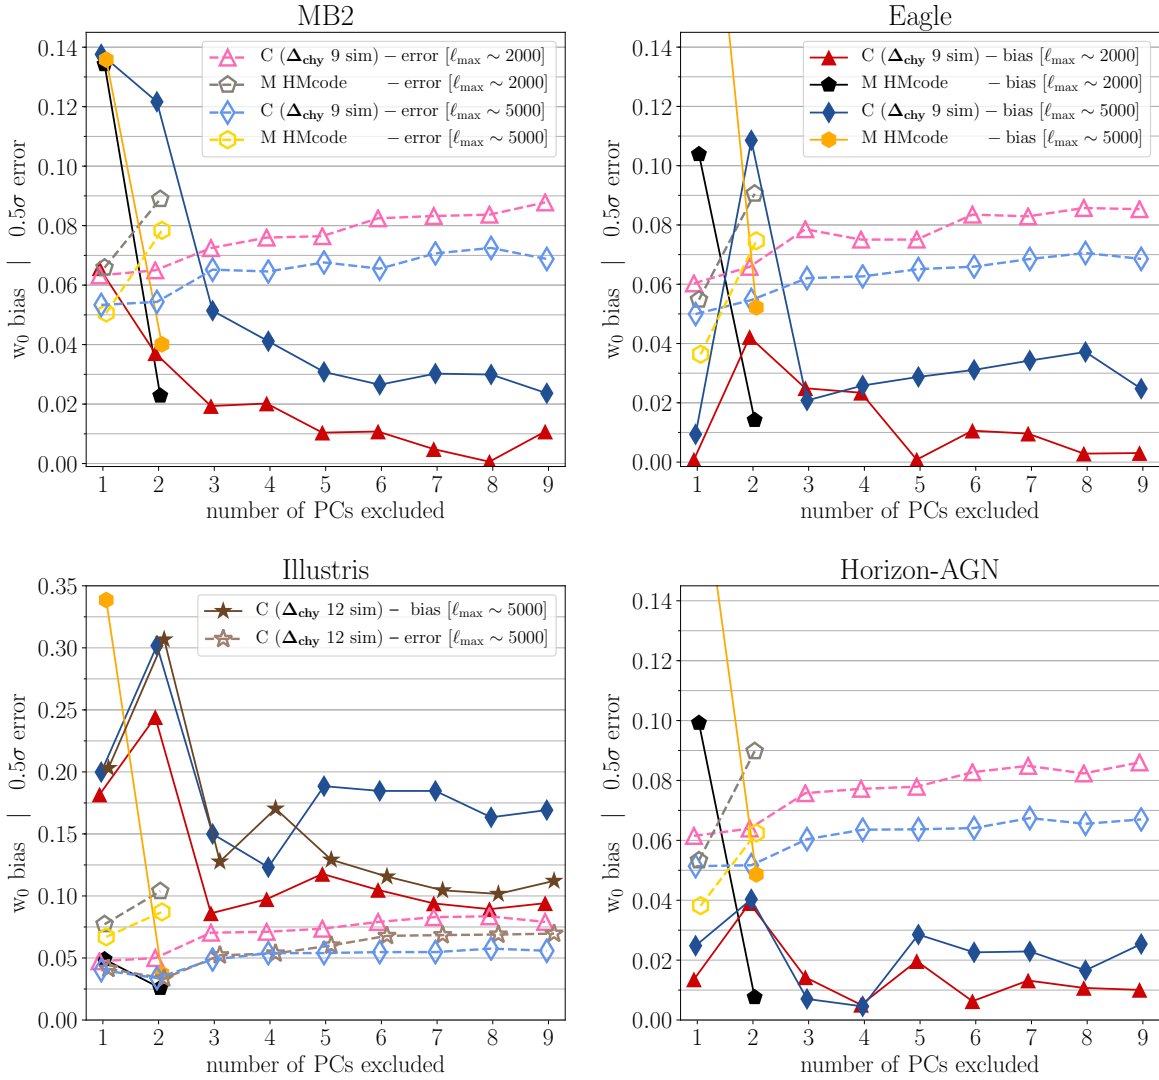 MB2
w₀ bias | 0.5σ error
0.14
0.12
0.10
0.08
0.06
0.04
0.02
0.00
C (Δchy 9 sim) – error [ℓmax ∼ 2000]
M HMcode – error [ℓmax ∼ 2000]
C (Δchy 9 sim) – error [ℓmax ∼ 5000]
M HMcode – error [ℓmax ∼ 5000]
1 2 3 4 5 6 7 8 9
number of PCs excluded
Eagle
w₀ bias | 0.5σ error
0.14
0.12
0.10
0.08
0.06
0.04
0.02
0.00
C (Δchy 9 sim) – bias [ℓmax ∼ 2000]
M HMcode – bias [ℓmax ∼ 2000]
C (Δchy 9 sim) – bias [ℓmax ∼ 5000]
M HMcode – bias [ℓmax ∼ 5000]
1 2 3 4 5 6 7 8 9
number of PCs excluded
Illustris
w₀ bias | 0.5σ error
0.35
0.30
0.25
0.20
0.15
0.10
0.05
0.00
C (Δchy 12 sim) – bias [ℓmax ∼ 5000]
C (Δchy 12 sim) – error [ℓmax ∼ 5000]
1 2 3 4 5 6 7 8 9
number of PCs excluded
Horizon-AGN
w₀ bias | 0.5σ error
0.14
0.12
0.10
0.08
0.06
0.04
0.02
0.00
1 2 3 4 5 6 7 8 9
number of PCs excluded